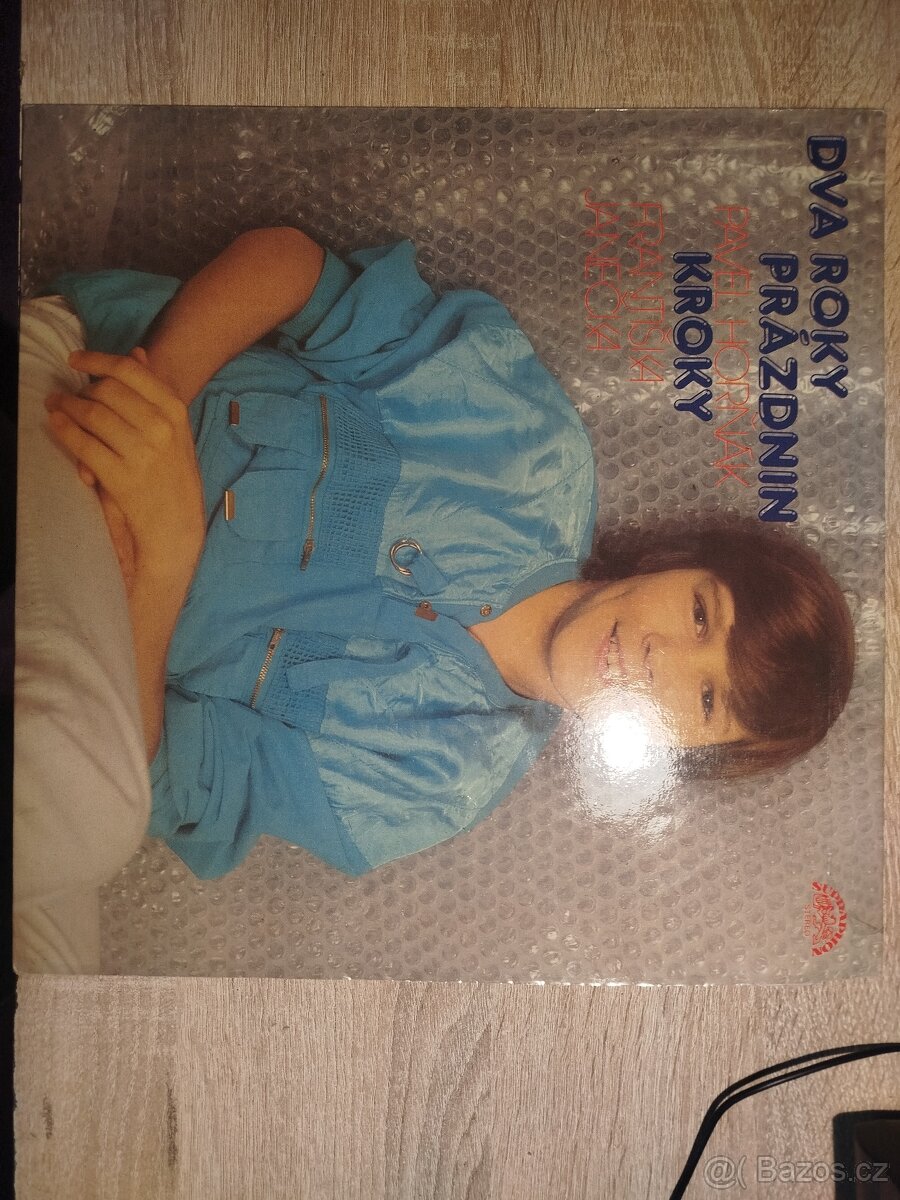 DVA ROKY
PRÁZDNIN
PAVEL HORŇÁK
KROKY
FRANTIŠKA
JANEČKA
SUPRAPHON
STEREO
@( Bazos.cz